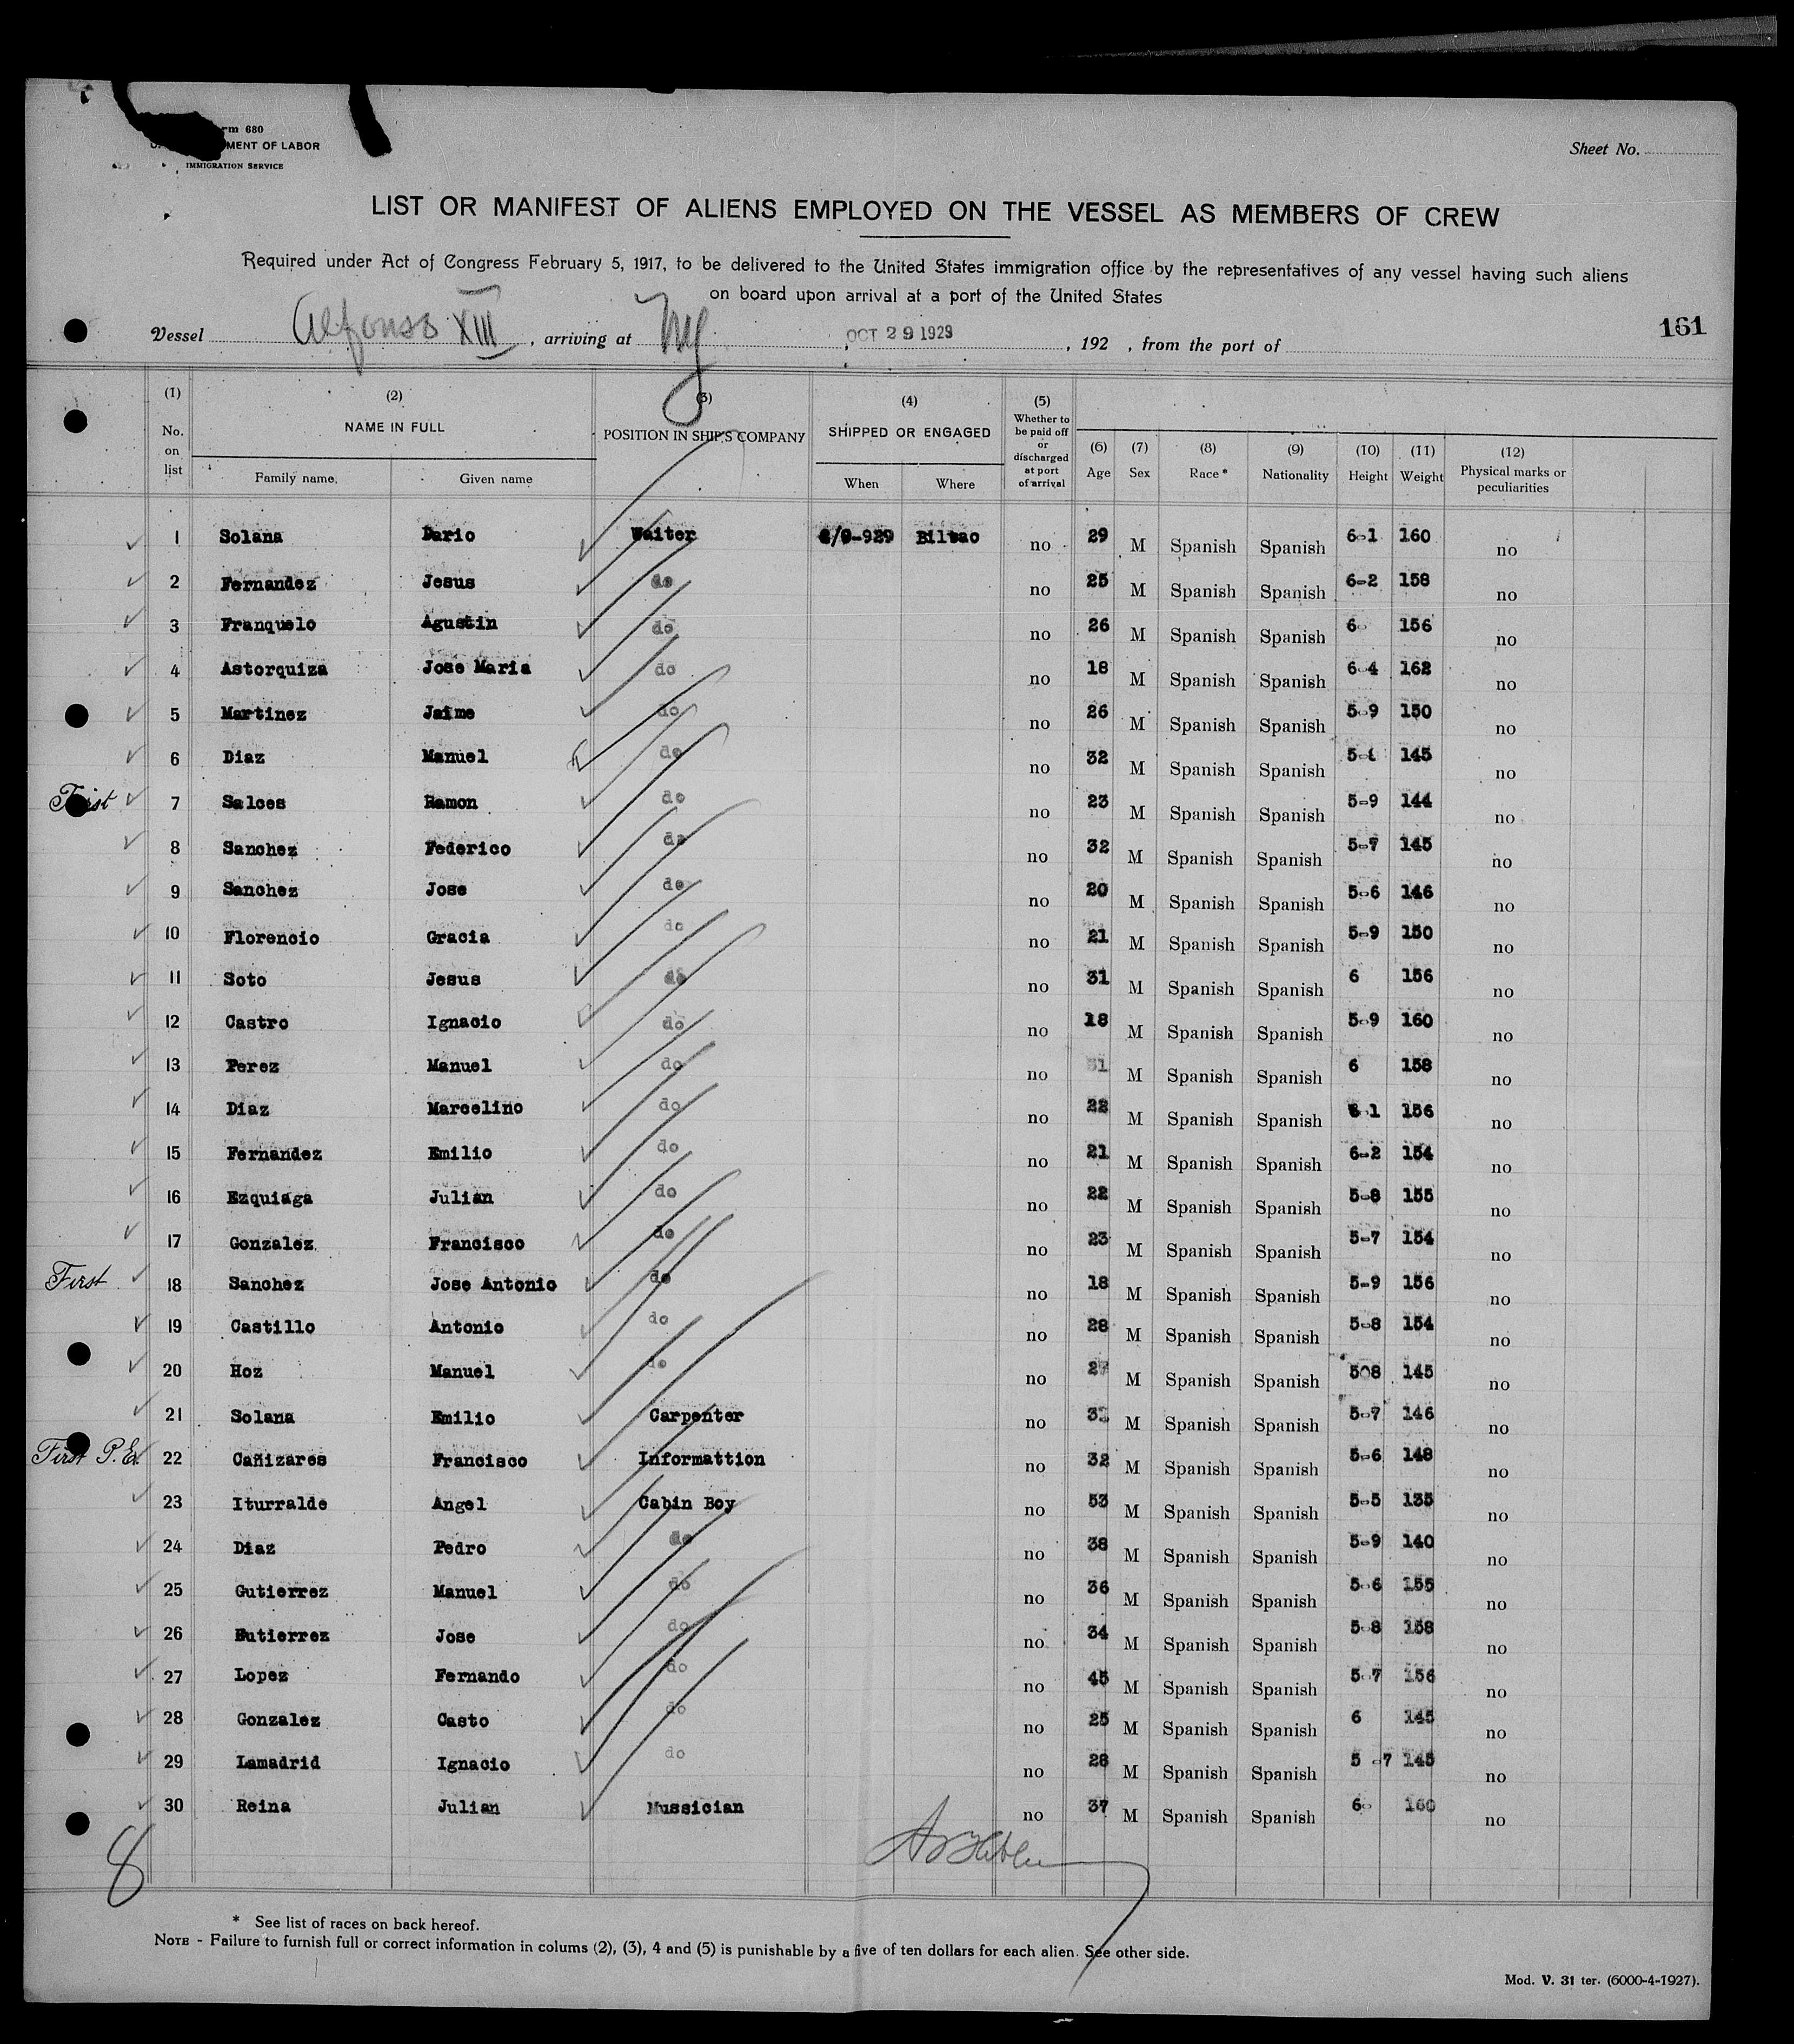 rm 680
MENT OF LABOR
IMMIGRATION SERVICE
Sheet No.
LIST OR MANIFEST OF ALIENS EMPLOYED ON THE VESSEL AS MEMBERS OF CREW
Required under Act of Congress February 5, 1917, to be delivered to the United States immigration office by the representatives of any vessel having such aliens
on board upon arrival at a port of the United States
Vessel Alfonso XIII, arriving at Ny, OCT 29 1929, 192 , from the port of
161
(1) No. on list (2) NAME IN FULL Family name, Given name (3) POSITION IN SHIP'S COMPANY (4) SHIPPED OR ENGAGED When Where (5) Whether to be paid off or discharged at port of arrival (6) Age (7) Sex (8) Race * (9) Nationality (10) Height (11) Weight (12) Physical marks or peculiarities
1 Solana Dario Waiter Bilbao no 29 M Spanish Spanish 6-1 160 no
2 Fernandez Jesus do no 25 M Spanish Spanish 6-2 158 no
3 Franquelo Agustin do no 26 M Spanish Spanish 6- 156 no
4 Astorquiza Jose Maria do no 18 M Spanish Spanish 6-4 162 no
5 Martinez Jaime do no 26 M Spanish Spanish 5-9 150 no
6 Diaz Manuel do no 32 M Spanish Spanish 145 no
First 7 Salces Ramon do no 23 M Spanish Spanish 5-9 144 no
8 Sanchez Federico do no 32 M Spanish Spanish 5-7 145 no
9 Sanchez Jose do no 20 M Spanish Spanish 5-6 146 no
10 Florencio Gracia do no 21 M Spanish Spanish 5-9 150 no
11 Soto Jesus do no 31 M Spanish Spanish 6 156 no
12 Castro Ignacio do no 18 M Spanish Spanish 5-9 160 no
13 Perez Manuel do no 31 M Spanish Spanish 6 158 no
14 Diaz Marcelino do no 22 M Spanish Spanish 6-1 156 no
15 Fernandez Emilio do no 21 M Spanish Spanish 6-2 154 no
16 Ezquiaga Julian do no 22 M Spanish Spanish 5-8 155 no
17 Gonzalez Francisco do no 23 M Spanish Spanish 5-7 154 no
First 18 Sanchez Jose Antonio do no 18 M Spanish Spanish 5-9 156 no
19 Castillo Antonio do no 28 M Spanish Spanish 5-8 154 no
20 Hoz Manuel do no M Spanish Spanish 508 145 no
21 Solana Emilio Carpenter no M Spanish Spanish 5-7 146 no
First P.E. 22 Cañizares Francisco Informattion no 32 M Spanish Spanish 5-6 148 no
23 Iturralde Angel Cabin Boy no 53 M Spanish Spanish 5-5 135 no
24 Diaz Pedro do no 38 M Spanish Spanish 5-9 140 no
25 Gutierrez Manuel do no 36 M Spanish Spanish 5-6 155 no
26 Eutierrez Jose do no 34 M Spanish Spanish 5-8 158 no
27 Lopez Fernando do no 45 M Spanish Spanish 5-7 156 no
28 Gonzalez Casto do no 25 M Spanish Spanish 6 145 no
29 Lamadrid Ignacio do no 28 M Spanish Spanish 5 -7 145 no
30 Reina Julian Mussician no 37 M Spanish Spanish 6- 160 no
8
* See list of races on back hereof.
NOTE - Failure to furnish full or correct information in colums (2), (3), 4 and (5) is punishable by a five of ten dollars for each alien. See other side.
Mod. V. 31 ter. (6000-4-1927).